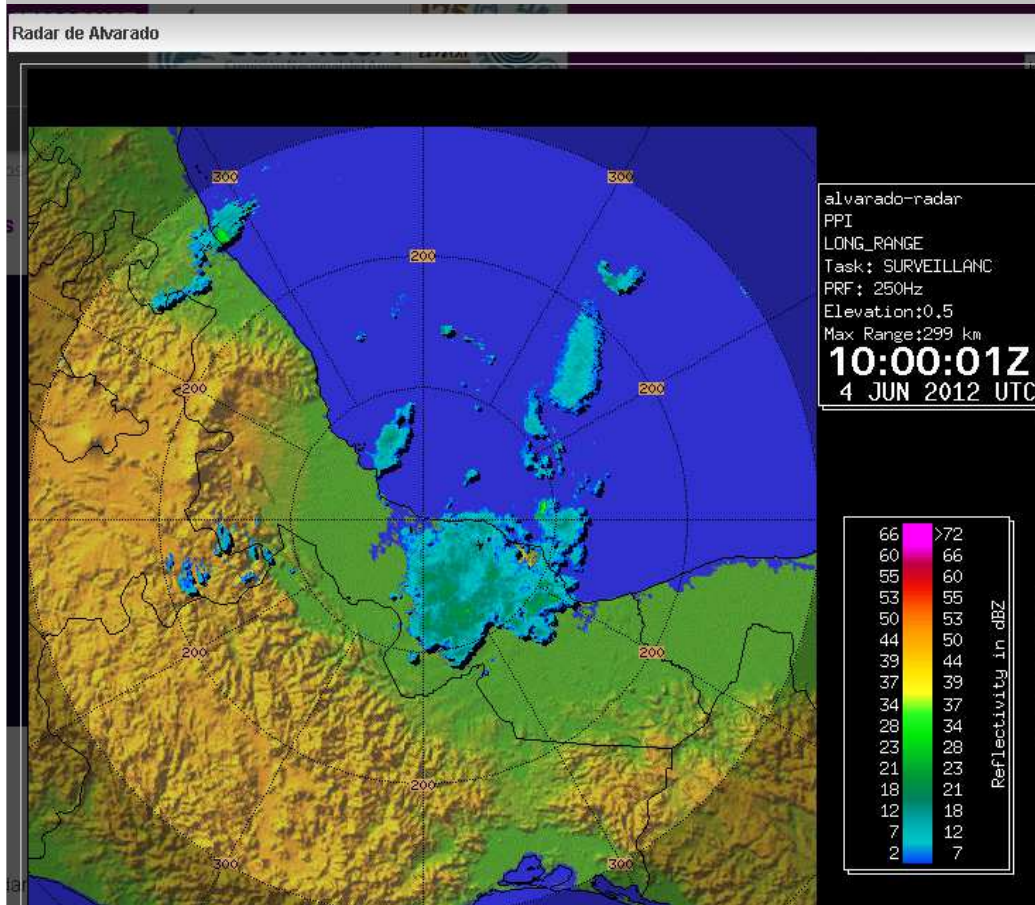 Radar de Alvarado
300
300
200
200
200
200
200
200
300
300
alvarado-radar
PPI
LONG_RANGE
Task: SURVEILLANC
PRF: 250Hz
Elevation:0.5
Max Range:299 km
10:00:01Z
4 JUN 2012 UTC
66 >72
60 66
55 60
53 55
50 53
44 50
39 44
37 39
34 37
28 34
23 28
21 23
18 21
12 18
7 12
2 7
Reflectivity in dBZ